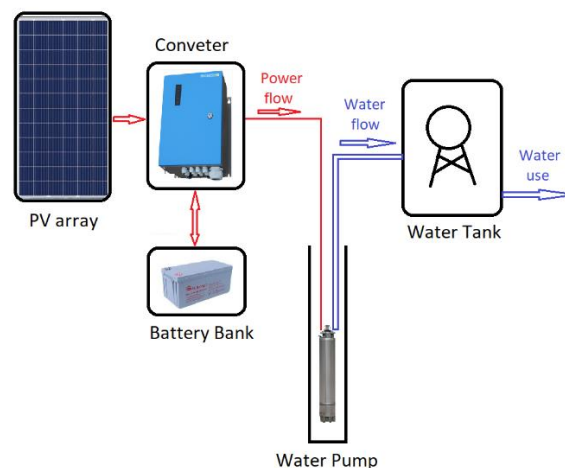 Conveter
Power
flow
Water
flow
Water
use
PV array
Water Tank
Battery Bank
Water Pump